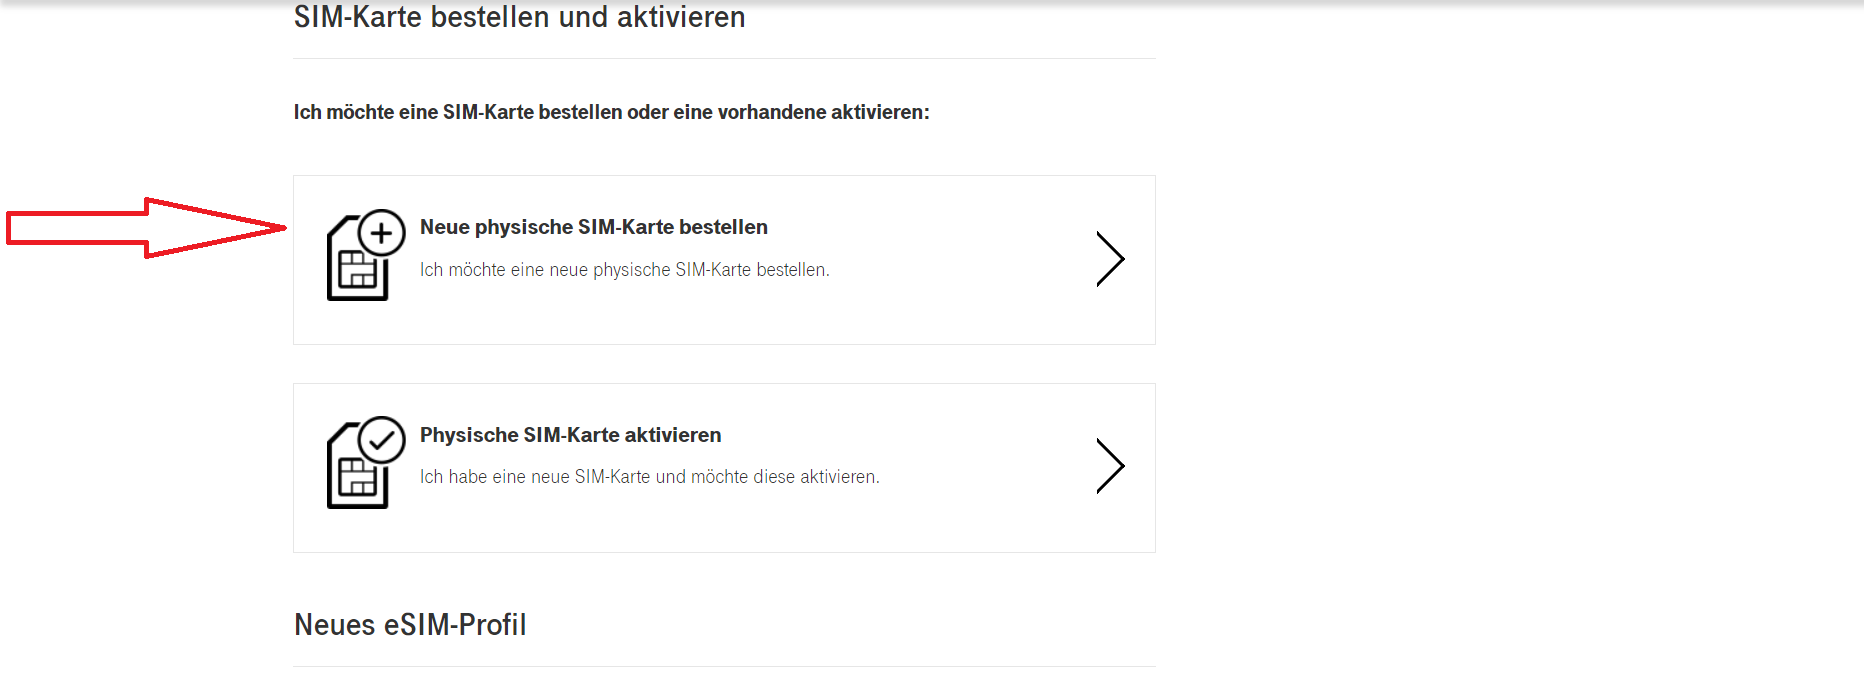 SIM-Karte bestellen und aktivieren
Ich möchte eine SIM-Karte bestellen oder eine vorhandene aktivieren:
Neue physische SIM-Karte bestellen
Ich möchte eine neue physische SIM-Karte bestellen.
Physische SIM-Karte aktivieren
Ich habe eine neue SIM-Karte und möchte diese aktivieren.
Neues eSIM-Profil